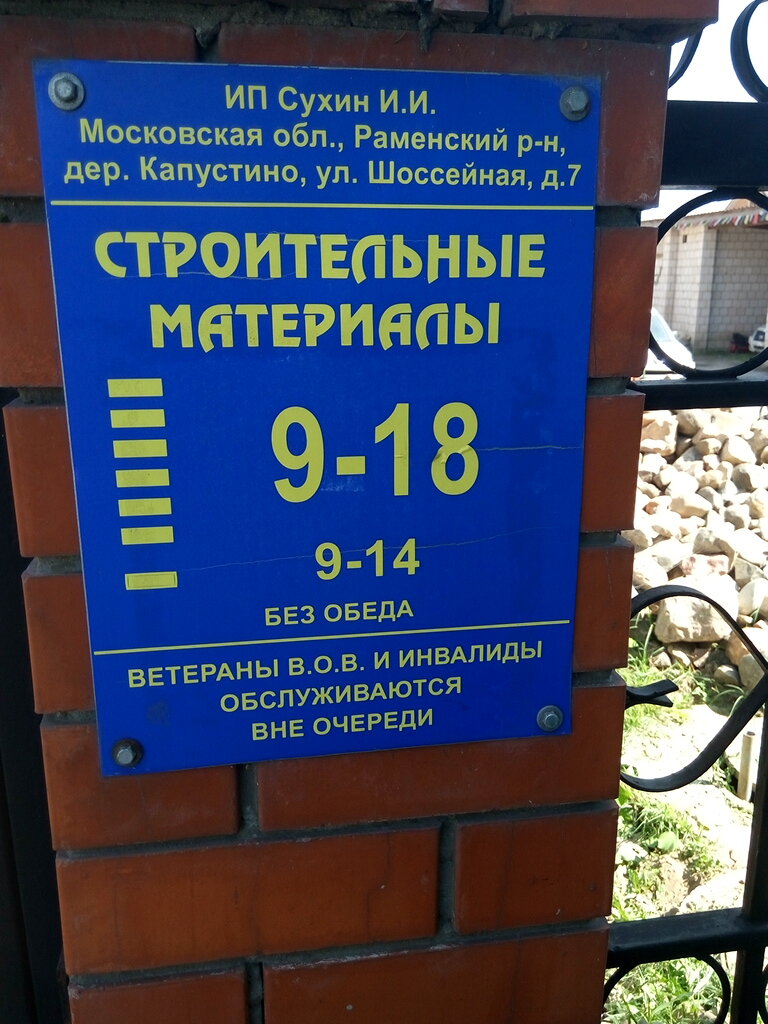 ИП Сухин И.И.
Московская обл., Раменский р-н,
дер. Капустино, ул. Шоссейная, д.7
СТРОИТЕЛЬНЫЕ
МАТЕРИАЛЫ
9-18
9-14
БЕЗ ОБЕДА
ВЕТЕРАНЫ В.О.В. И ИНВАЛИДЫ
ОБСЛУЖИВАЮТСЯ
ВНЕ ОЧЕРЕДИ